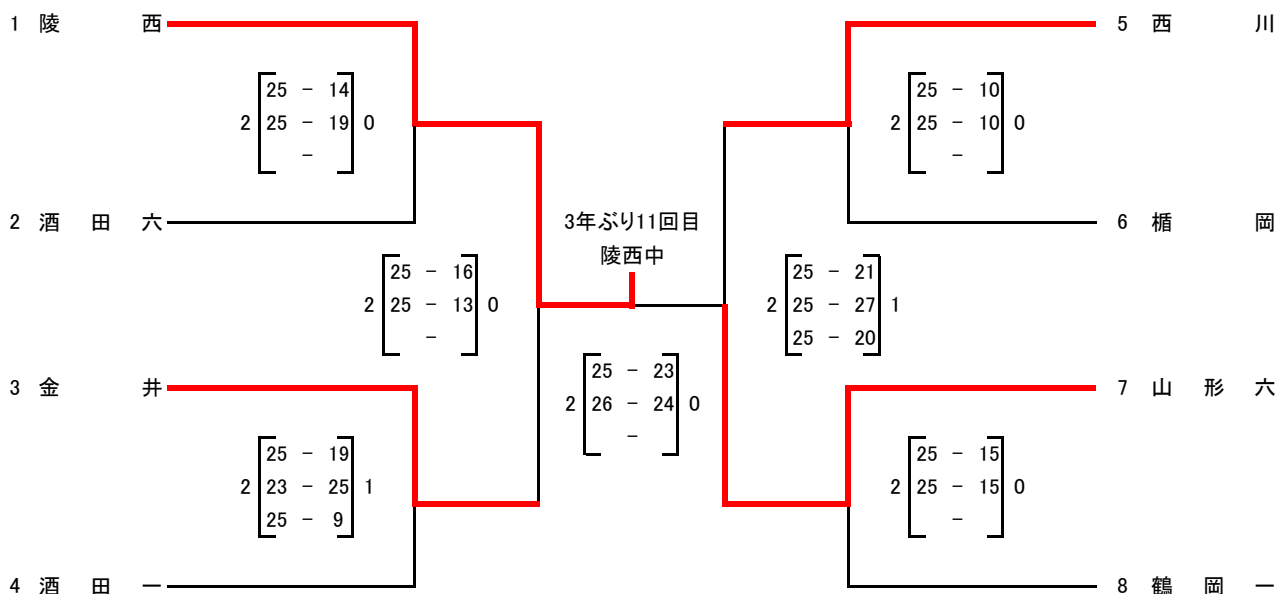 1 陵 西
5 西 川
25 - 14
2 25 - 19 0
-
25 - 10
2 25 - 10 0
-
2 酒 田 六
3年ぶり11回目
陵西中
6 楯 岡
25 - 16
2 25 - 13 0
-
25 - 21
2 25 - 27 1
25 - 20
3 金 井
25 - 23
2 26 - 24 0
-
7 山 形 六
25 - 19
2 23 - 25 1
25 - 9
25 - 15
2 25 - 15 0
-
4 酒 田 一
8 鶴 岡 一